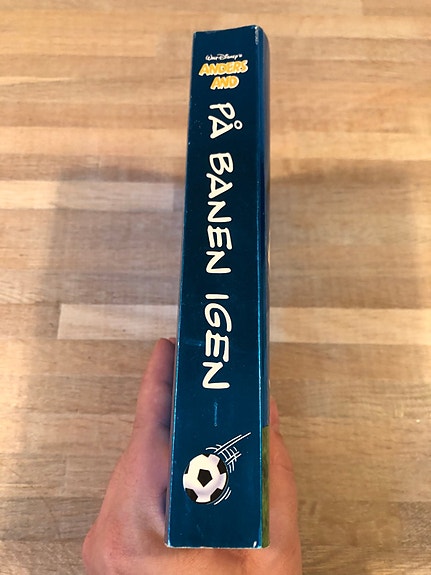 Walt Disney's
ANDERS
AND
PÅ BANEN IGEN